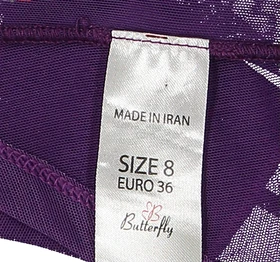 MADE IN IRAN
SIZE 8
EURO 36
Butterfly